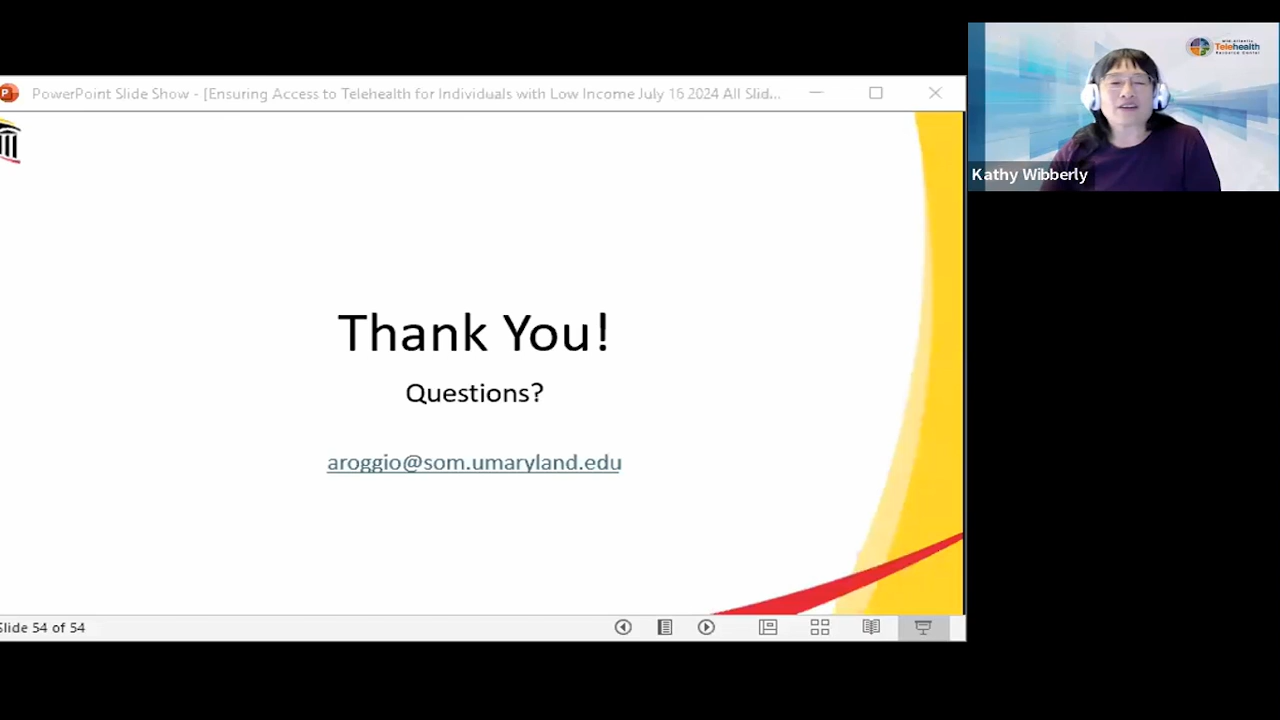 PowerPoint Slide Show - [Ensuring Access to Telehealth for Individuals with Low Income July 16 2024 All Slid...
Thank You!
Questions?
aroggio@som.umaryland.edu
Slide 54 of 54
Telehealth
Kathy Wibberly